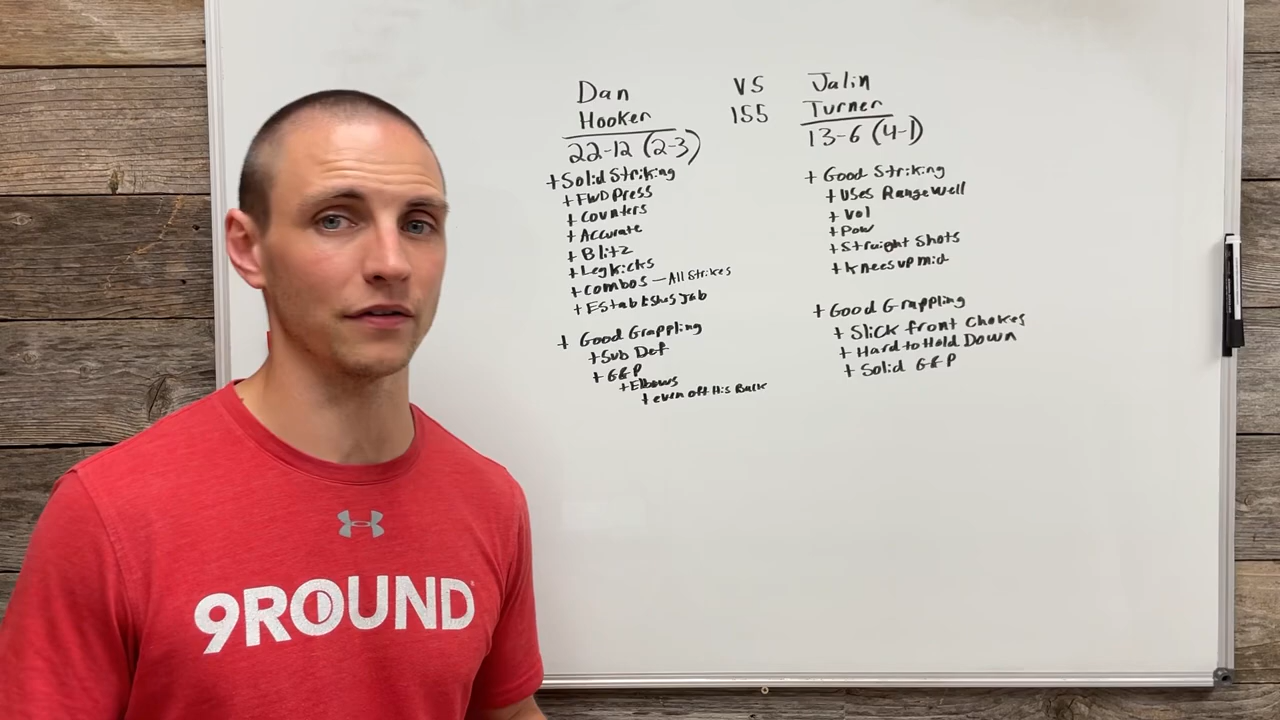 Dan
Hooker
22-12 (2-3)
+ Solid Striking
+ FWD Press
+ Counters
+ Accurate
+ Blitz
+ Leg kicks
+ Combos - All Strikes
+ Establishes Jab
+ Good Grappling
+ Sub Def
+ G&P
+ Elbows
+ even off His Back
VS
155
Jalin
Turner
13-6 (4-1)
+ Good Striking
+ Uses Range Well
+ Vol
+ Pow
+ Straight Shots
+ Knees up mid
+ Good Grappling
+ Slick front Chokes
+ Hard to Hold Down
+ Solid G&P
9ROUND